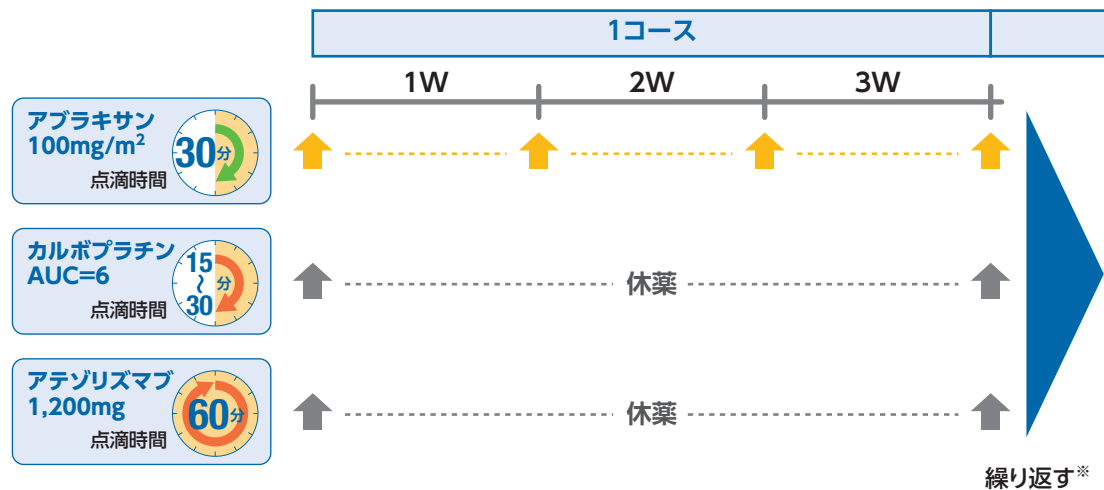 1コース
1W 2W 3W
アブラキサン
100mg/m²
30分
点滴時間
カルボプラチン
AUC=6
15
〜
30
分
点滴時間
休薬
アテゾリズマブ
1,200mg
60分
点滴時間
休薬
繰り返す※